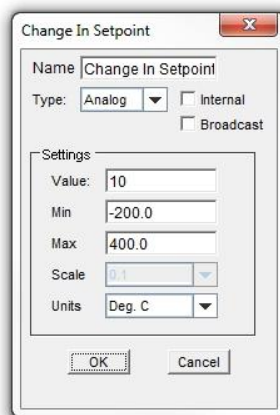 Change In Setpoint
Name Change In Setpoint
Type: Analog Internal
Broadcast
Settings
Value: 10
Min -200.0
Max 400.0
Scale 0.1
Units Deg. C
OK Cancel